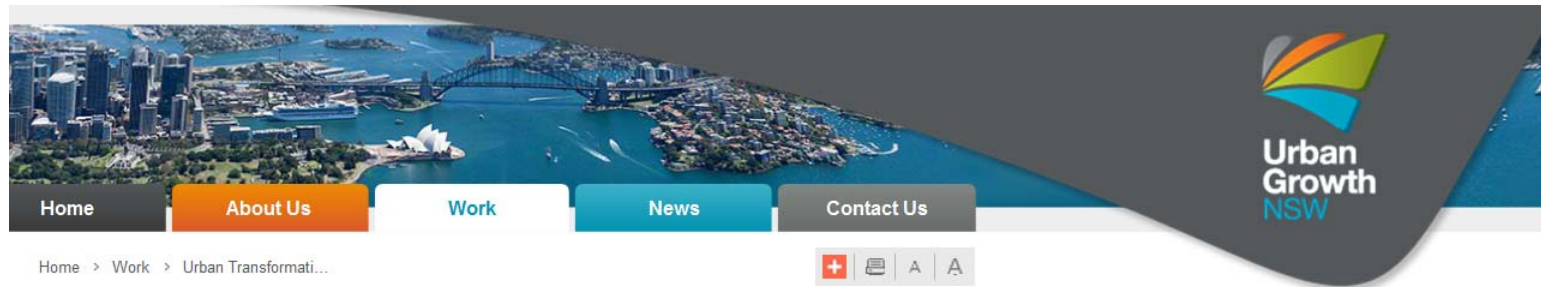 Urban
Growth
NSW
Home
About Us
Work
News
Contact Us
Home > Work > Urban Transformati...
A
A